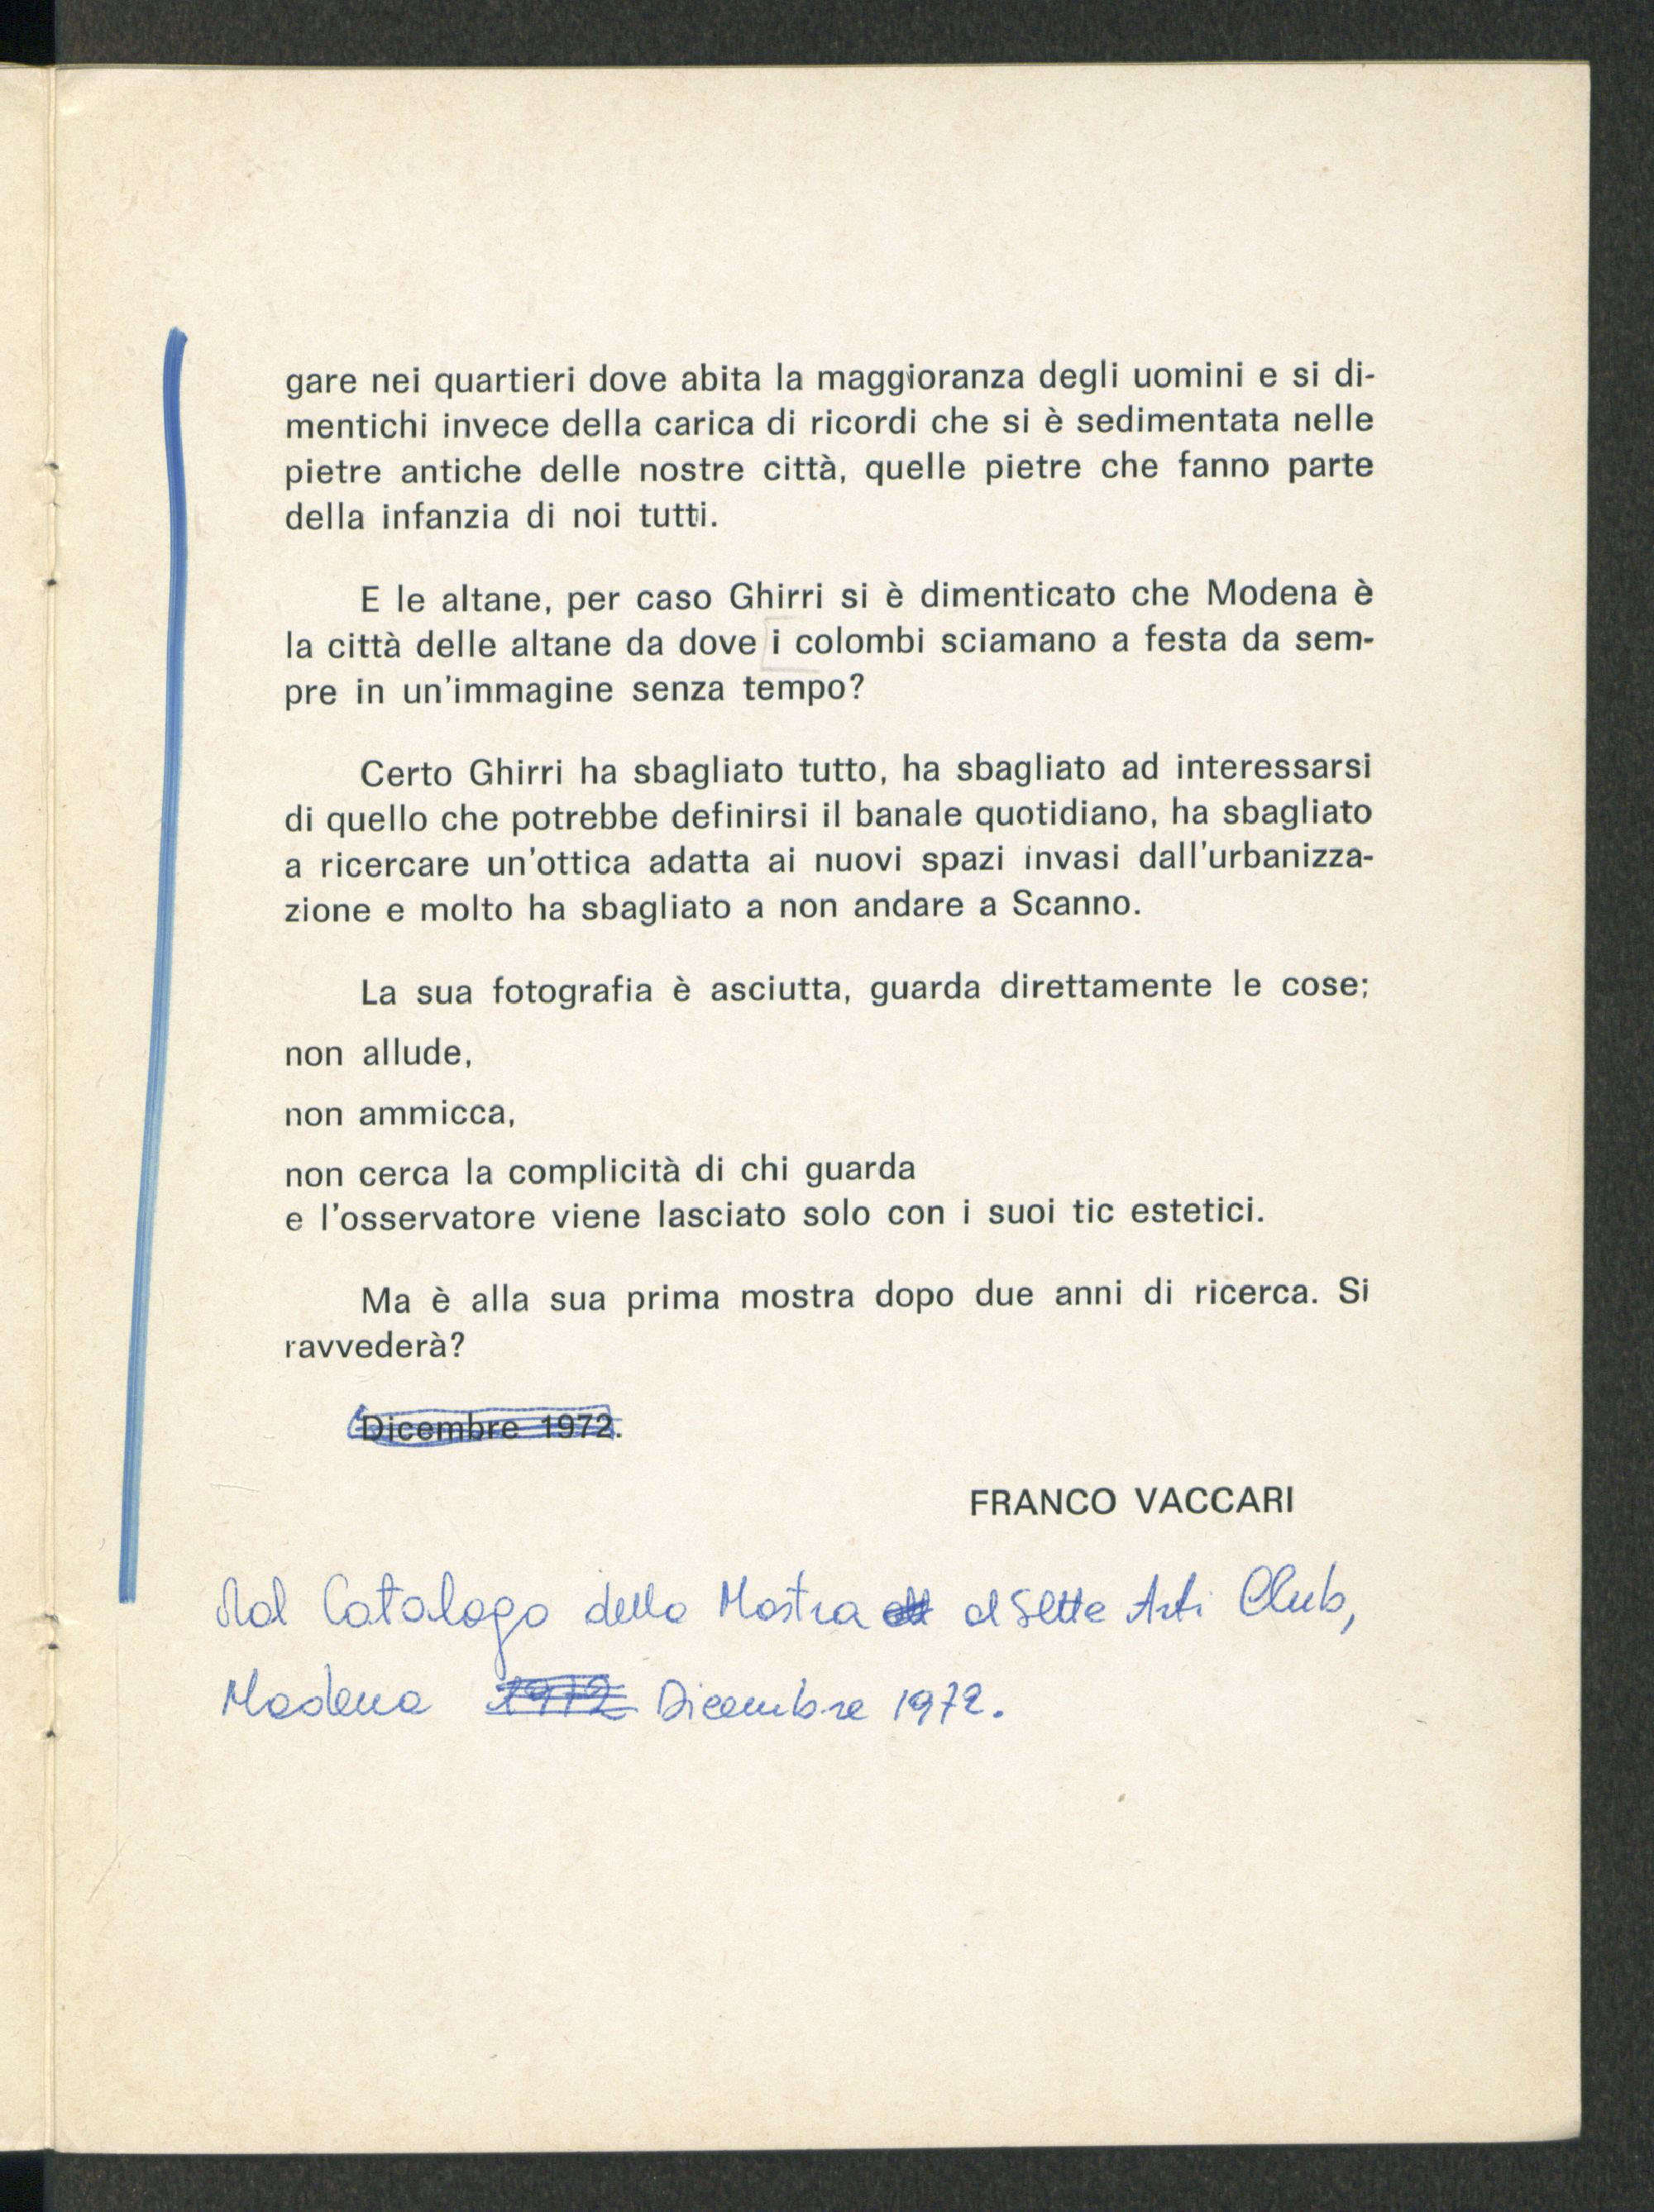 gare nei quartieri dove abita la maggioranza degli uomini e si di-
mentichi invece della carica di ricordi che si è sedimentata nelle
pietre antiche delle nostre città, quelle pietre che fanno parte
della infanzia di noi tutti.
E le altane, per caso Ghirri si è dimenticato che Modena è
la città delle altane da dove i colombi sciamano a festa da sem-
pre in un'immagine senza tempo?
Certo Ghirri ha sbagliato tutto, ha sbagliato ad interessarsi
di quello che potrebbe definirsi il banale quotidiano, ha sbagliato
a ricercare un'ottica adatta ai nuovi spazi invasi dall'urbanizza-
zione e molto ha sbagliato a non andare a Scanno.
La sua fotografia è asciutta, guarda direttamente le cose;
non allude,
non ammicca,
non cerca la complicità di chi guarda
e l'osservatore viene lasciato solo con i suoi tic estetici.
Ma è alla sua prima mostra dopo due anni di ricerca. Si
ravvederà?
Dicembre 1972.
FRANCO VACCARI
Dal Catalogo della Mostra al Sette Arti Club,
Modena 1972 Dicembre 1972.